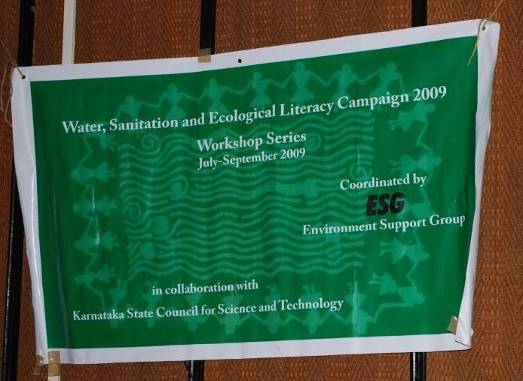 Water, Sanitation and Ecological Literacy Campaign 2009
Workshop Series
July-September 2009
Coordinated by
ESG
Environment Support Group
in collaboration with
Karnataka State Council for Science and Technology